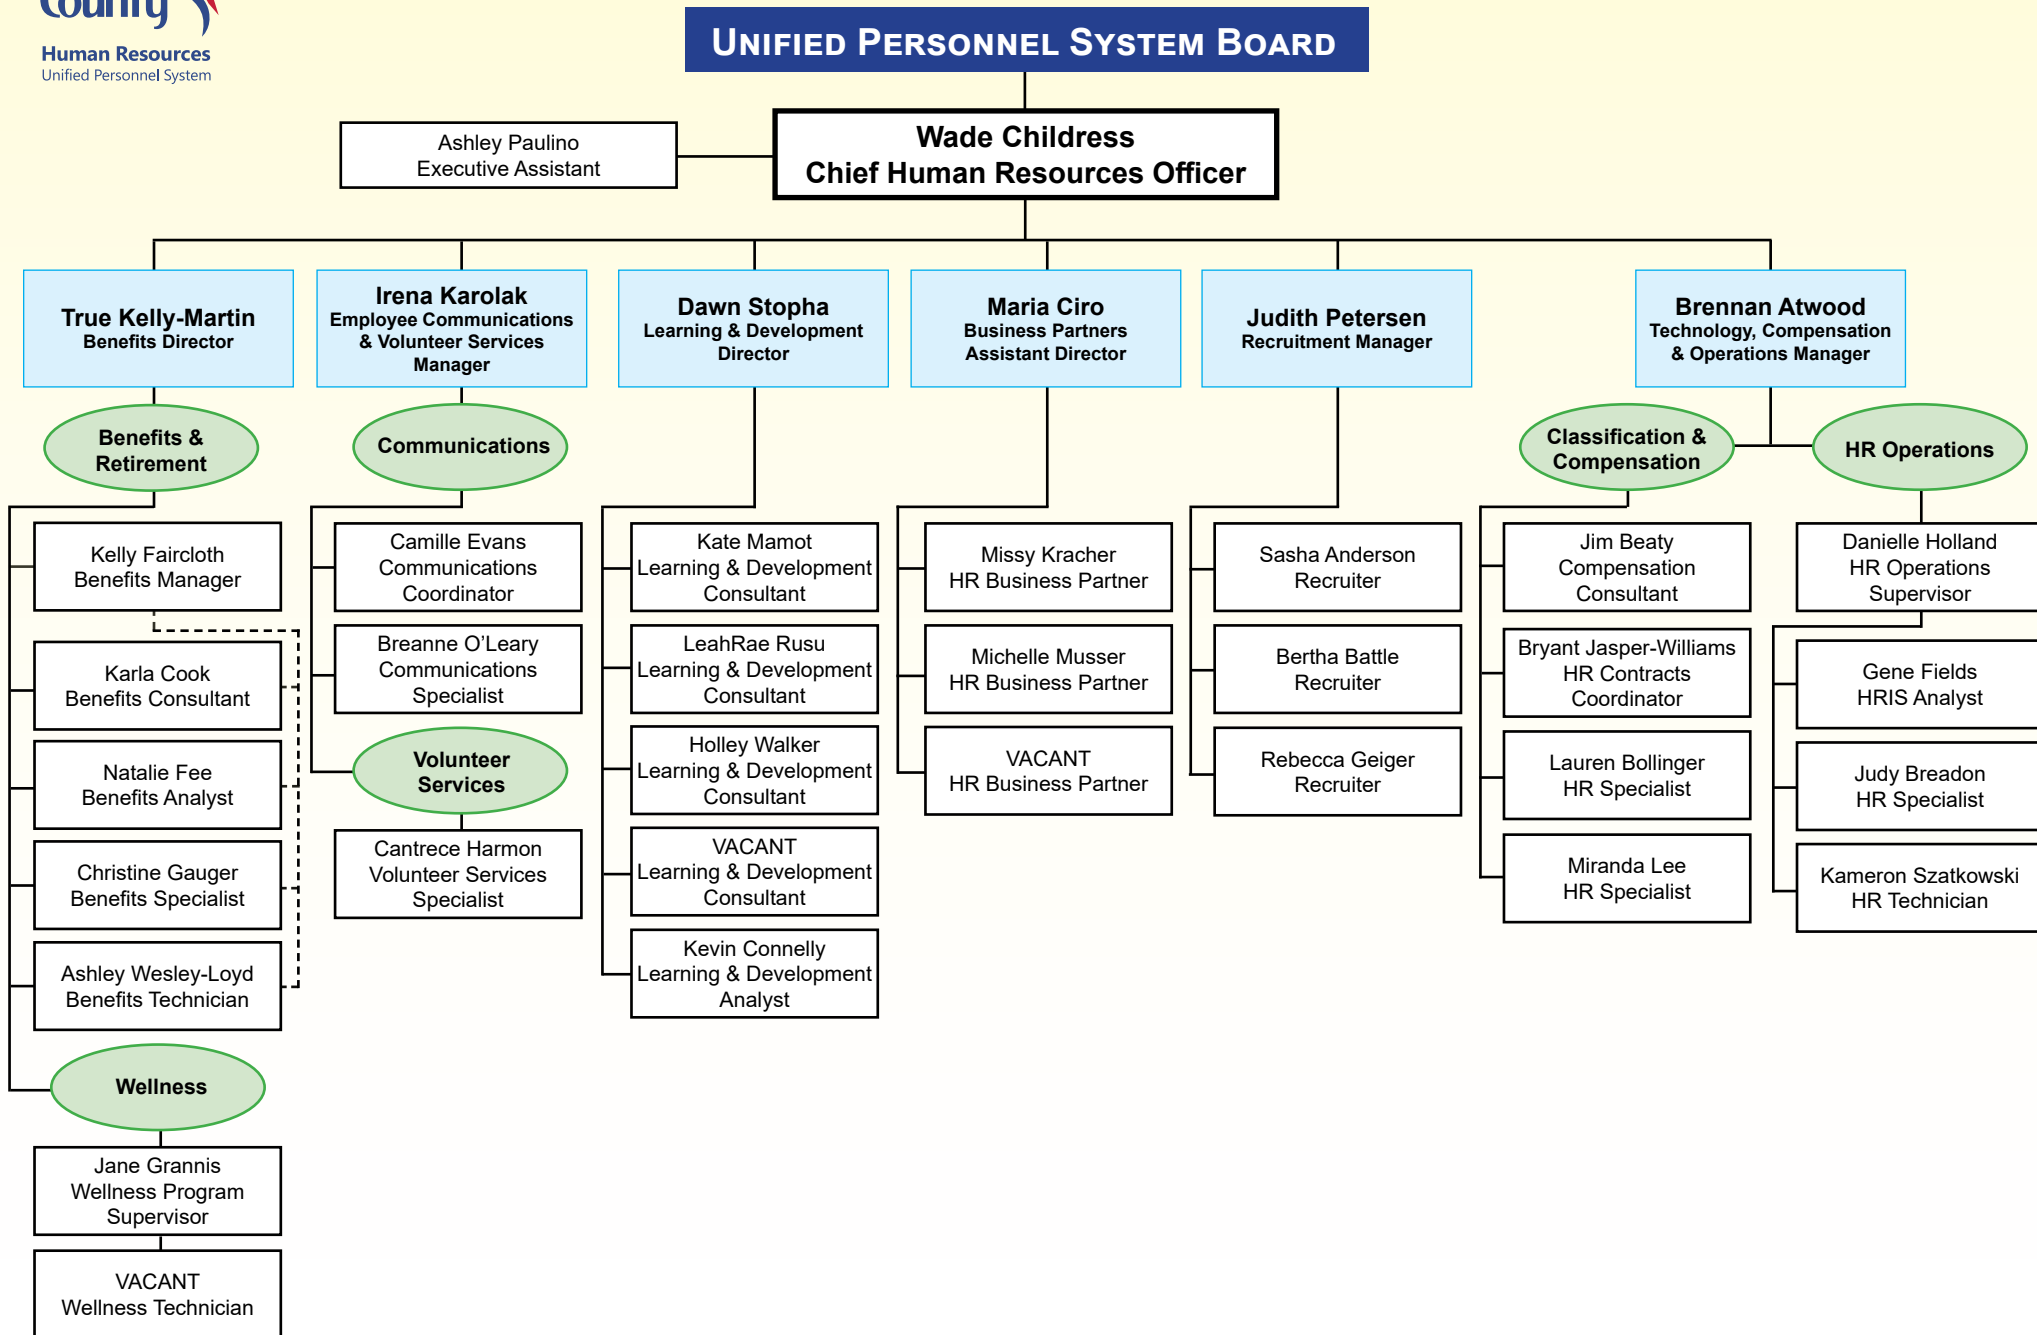 County
Human Resources
Unified Personnel System
UNIFIED PERSONNEL SYSTEM BOARD
Ashley Paulino
Executive Assistant
Wade Childress
Chief Human Resources Officer
True Kelly-Martin
Benefits Director
Irena Karolak
Employee Communications
& Volunteer Services
Manager
Dawn Stopha
Learning & Development
Director
Maria Ciro
Business Partners
Assistant Director
Judith Petersen
Recruitment Manager
Brennan Atwood
Technology, Compensation
& Operations Manager
Benefits &
Retirement
Kelly Faircloth
Benefits Manager
Karla Cook
Benefits Consultant
Natalie Fee
Benefits Analyst
Christine Gauger
Benefits Specialist
Ashley Wesley-Loyd
Benefits Technician
Wellness
Jane Grannis
Wellness Program
Supervisor
VACANT
Wellness Technician
Communications
Camille Evans
Communications
Coordinator
Breanne O’Leary
Communications
Specialist
Volunteer
Services
Cantrece Harmon
Volunteer Services
Specialist
Kate Mamot
Learning & Development
Consultant
LeahRae Rusu
Learning & Development
Consultant
Holley Walker
Learning & Development
Consultant
VACANT
Learning & Development
Consultant
Kevin Connelly
Learning & Development
Analyst
Missy Kracher
HR Business Partner
Michelle Musser
HR Business Partner
VACANT
HR Business Partner
Sasha Anderson
Recruiter
Bertha Battle
Recruiter
Rebecca Geiger
Recruiter
Classification &
Compensation
Jim Beaty
Compensation
Consultant
Bryant Jasper-Williams
HR Contracts
Coordinator
Lauren Bollinger
HR Specialist
Miranda Lee
HR Specialist
HR Operations
Danielle Holland
HR Operations
Supervisor
Gene Fields
HRIS Analyst
Judy Breadon
HR Specialist
Kameron Szatkowski
HR Technician